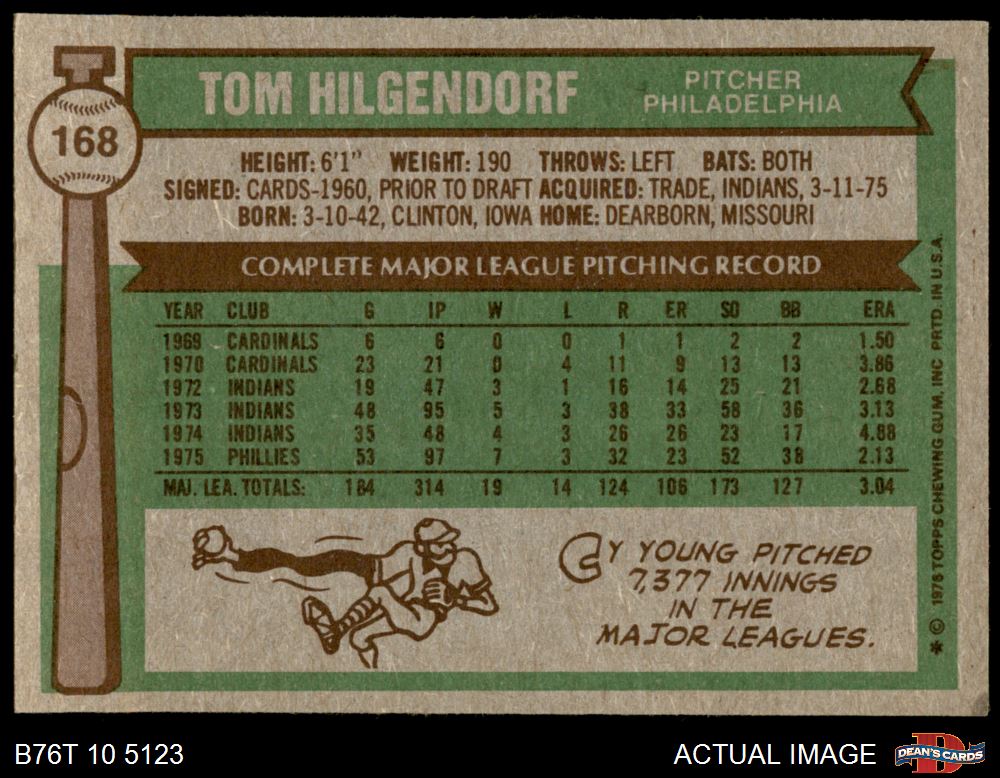 168
TOM HILGENDORF
PITCHER
PHILADELPHIA
HEIGHT: 6'1" WEIGHT: 190 THROWS: LEFT BATS: BOTH
SIGNED: CARDS-1960, PRIOR TO DRAFT ACQUIRED: TRADE, INDIANS, 3-11-75
BORN: 3-10-42, CLINTON, IOWA HOME: DEARBORN, MISSOURI
COMPLETE MAJOR LEAGUE PITCHING RECORD
YEAR CLUB G IP W L R ER SO BB ERA
1969 CARDINALS 6 6 0 0 1 1 2 2 1.50
1970 CARDINALS 23 21 0 4 11 9 13 13 3.86
1972 INDIANS 19 47 3 1 16 14 25 21 2.68
1973 INDIANS 48 95 5 3 38 33 58 36 3.13
1974 INDIANS 35 48 4 3 26 26 23 17 4.88
1975 PHILLIES 53 97 7 3 32 23 52 38 2.13
MAJ. LEA. TOTALS: 184 314 19 14 124 106 173 127 3.04
CY YOUNG PITCHED
7,377 INNINGS
IN THE
MAJOR LEAGUES.
* © 1976 TOPPS CHEWING GUM, INC PRTD. IN U.S.A.
B76T 10 5123
ACTUAL IMAGE
D
DEAN'S CARDS